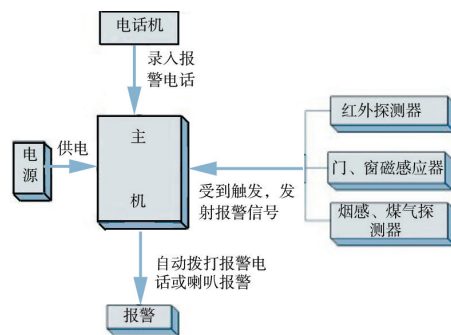 电话机
录入报
警电话
主
机
电
源
供电
红外探测器
门、窗磁感应器
烟感、煤气探
测器
受到触发，发
射报警信号
自动拨打报警电
话或喇叭报警
报警